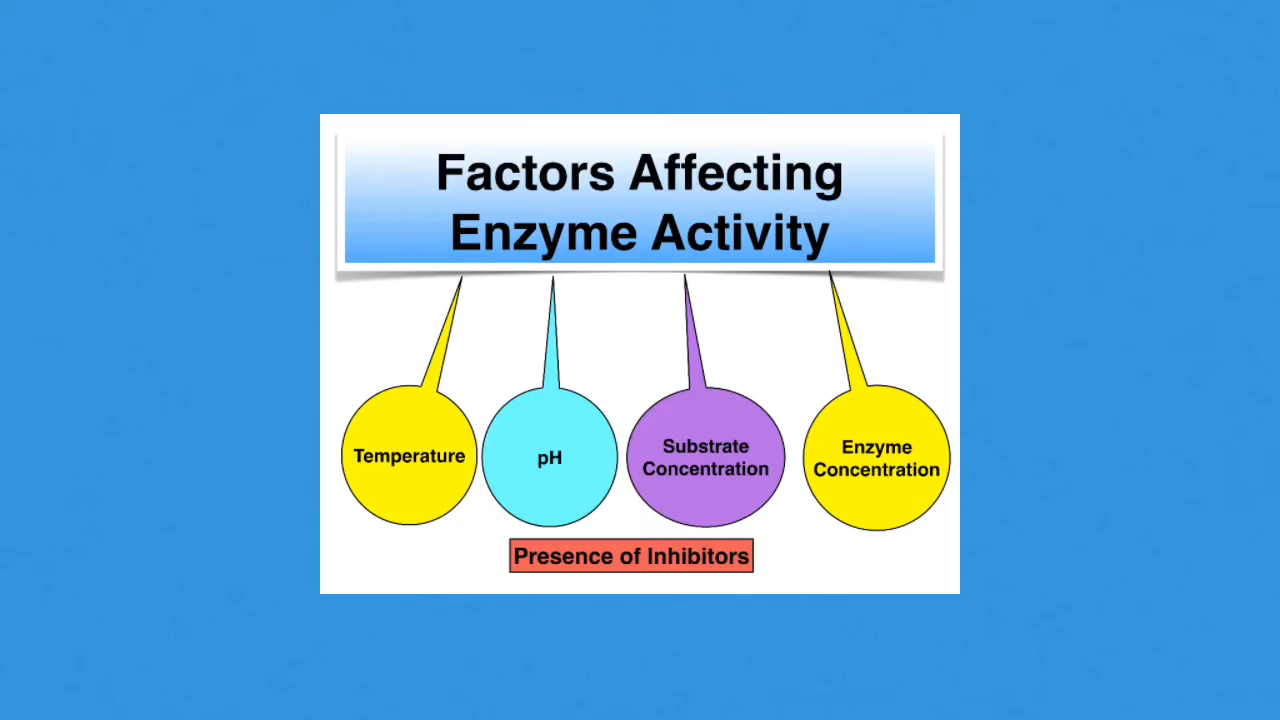 Factors Affecting
Enzyme Activity
Temperature
pH
Substrate
Concentration
Enzyme
Concentration
Presence of Inhibitors